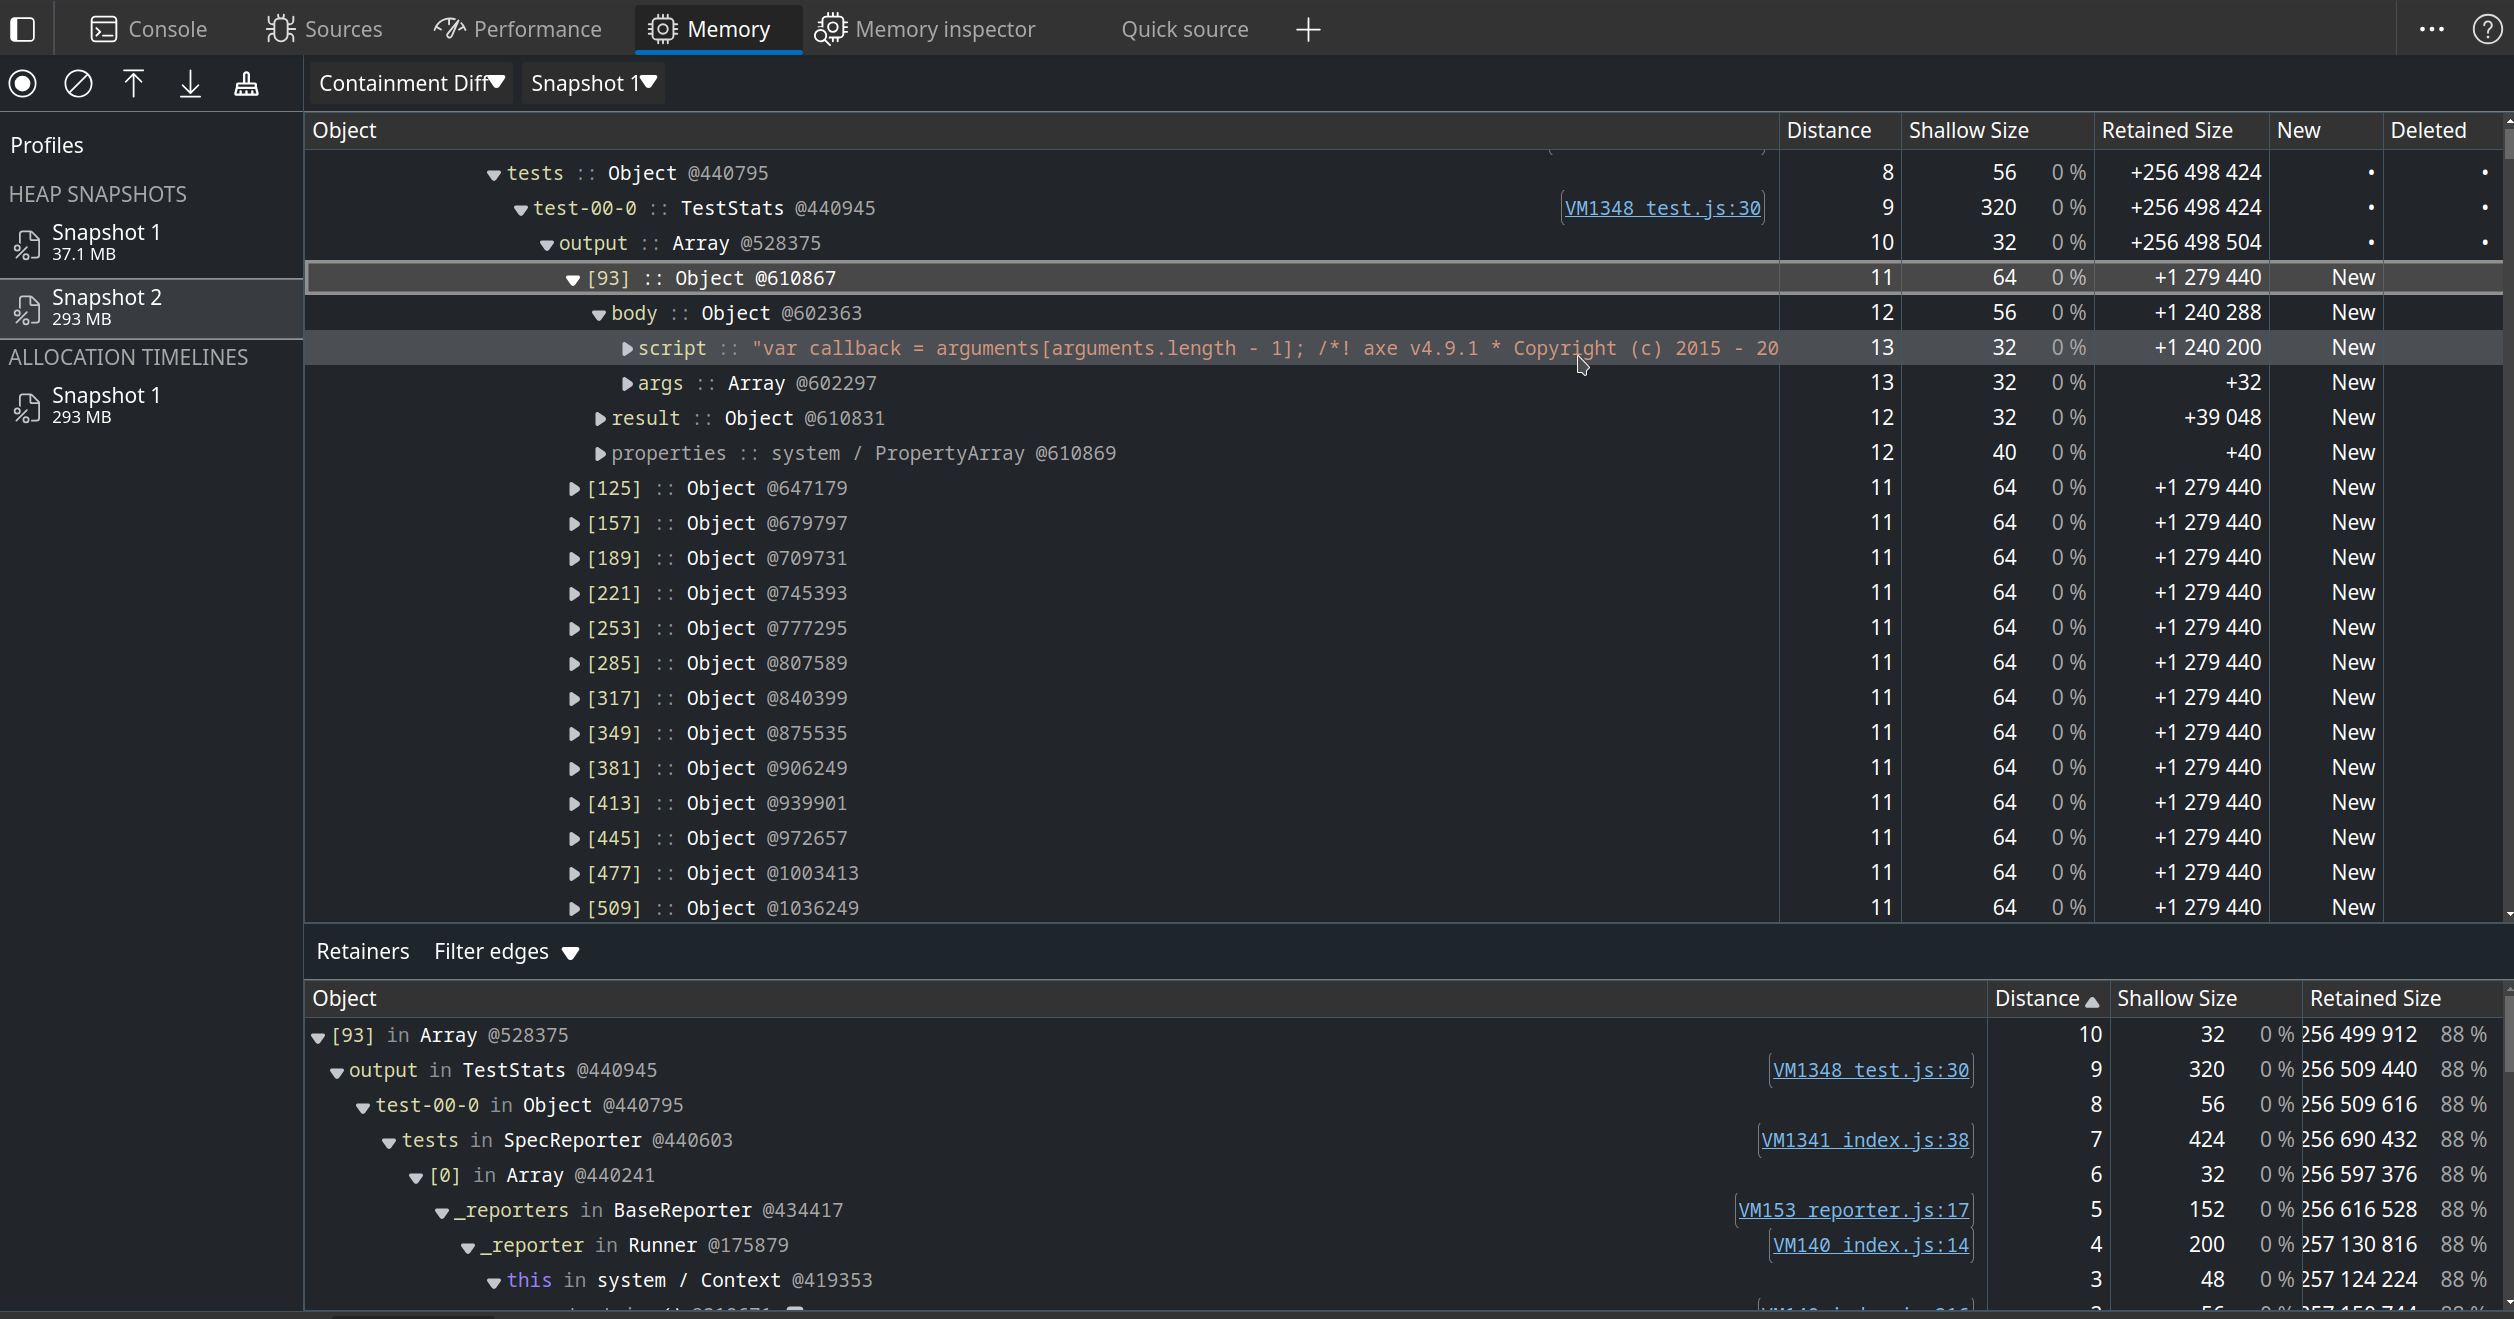 Console Sources Performance Memory Memory inspector Quick source
Containment Diff Snapshot 1
Profiles
HEAP SNAPSHOTS
Snapshot 1
37.1 MB
Snapshot 2
293 MB
ALLOCATION TIMELINES
Snapshot 1
293 MB
Object Distance Shallow Size Retained Size New Deleted
tests :: Object @440795 8 56 0 % +256 498 424 • •
test-00-0 :: TestStats @440945 VM1348 test.js:30 9 320 0 % +256 498 424 • •
output :: Array @528375 10 32 0 % +256 498 504 • •
[93] :: Object @610867 11 64 0 % +1 279 440 New
body :: Object @602363 12 56 0 % +1 240 288 New
script :: "var callback = arguments[arguments.length - 1]; /*! axe v4.9.1 * Copyright (c) 2015 - 20 13 32 0 % +1 240 200 New
args :: Array @602297 13 32 0 % +32 New
result :: Object @610831 12 32 0 % +39 048 New
properties :: system / PropertyArray @610869 12 40 0 % +40 New
[125] :: Object @647179 11 64 0 % +1 279 440 New
[157] :: Object @679797 11 64 0 % +1 279 440 New
[189] :: Object @709731 11 64 0 % +1 279 440 New
[221] :: Object @745393 11 64 0 % +1 279 440 New
[253] :: Object @777295 11 64 0 % +1 279 440 New
[285] :: Object @807589 11 64 0 % +1 279 440 New
[317] :: Object @840399 11 64 0 % +1 279 440 New
[349] :: Object @875535 11 64 0 % +1 279 440 New
[381] :: Object @906249 11 64 0 % +1 279 440 New
[413] :: Object @939901 11 64 0 % +1 279 440 New
[445] :: Object @972657 11 64 0 % +1 279 440 New
[477] :: Object @1003413 11 64 0 % +1 279 440 New
[509] :: Object @1036249 11 64 0 % +1 279 440 New
Retainers Filter edges
Object Distance Shallow Size Retained Size
[93] in Array @528375 10 32 0 % 256 499 912 88 %
output in TestStats @440945 VM1348 test.js:30 9 320 0 % 256 509 440 88 %
test-00-0 in Object @440795 8 56 0 % 256 509 616 88 %
tests in SpecReporter @440603 VM1341 index.js:38 7 424 0 % 256 690 432 88 %
[0] in Array @440241 6 32 0 % 256 597 376 88 %
_reporters in BaseReporter @434417 VM153 reporter.js:17 5 152 0 % 256 616 528 88 %
_reporter in Runner @175879 VM140 index.js:14 4 200 0 % 257 130 816 88 %
this in system / Context @419353 3 48 0 % 257 124 224 88 %